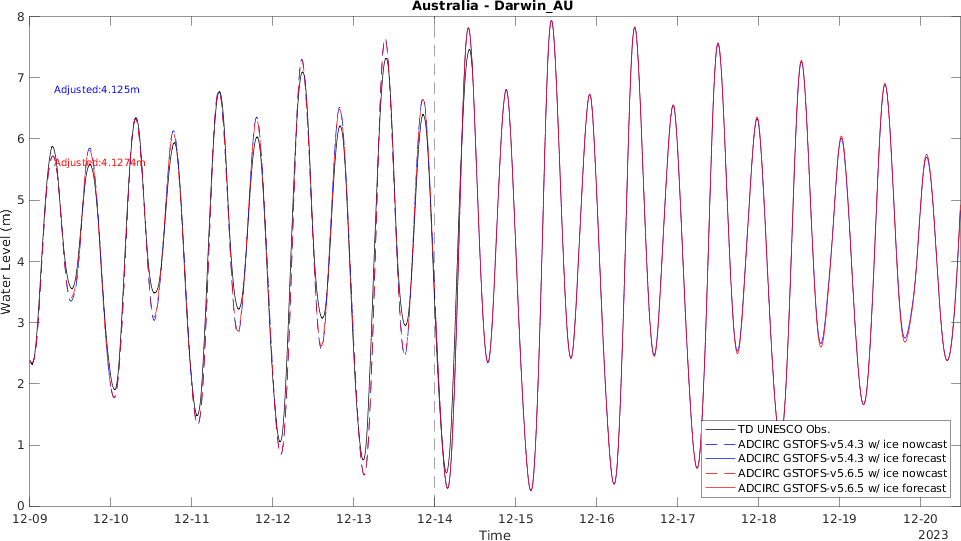 Australia - Darwin_AU
8
7
6
5
4
3
2
1
0
Water Level (m)
Adjusted:4.125m
Adjusted:4.1274m
TD UNESCO Obs.
ADCIRC GSTOFS-v5.4.3 w/ ice nowcast
ADCIRC GSTOFS-v5.4.3 w/ ice forecast
ADCIRC GSTOFS-v5.6.5 w/ ice nowcast
ADCIRC GSTOFS-v5.6.5 w/ ice forecast
12-09 12-10 12-11 12-12 12-13 12-14 12-15 12-16 12-17 12-18 12-19 12-20
Time
2023